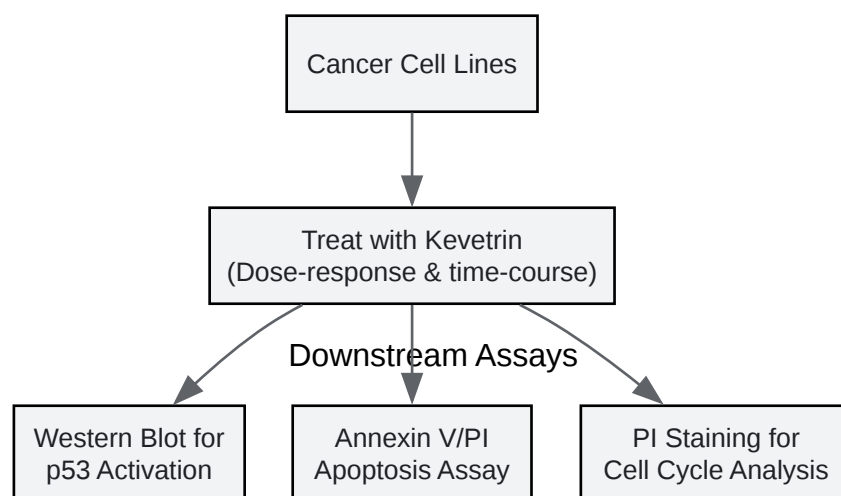 Cancer Cell Lines
Treat with Kevetrin
(Dose-response & time-course)
Downstream Assays
Western Blot for
p53 Activation
Annexin V/PI
Apoptosis Assay
PI Staining for
Cell Cycle Analysis